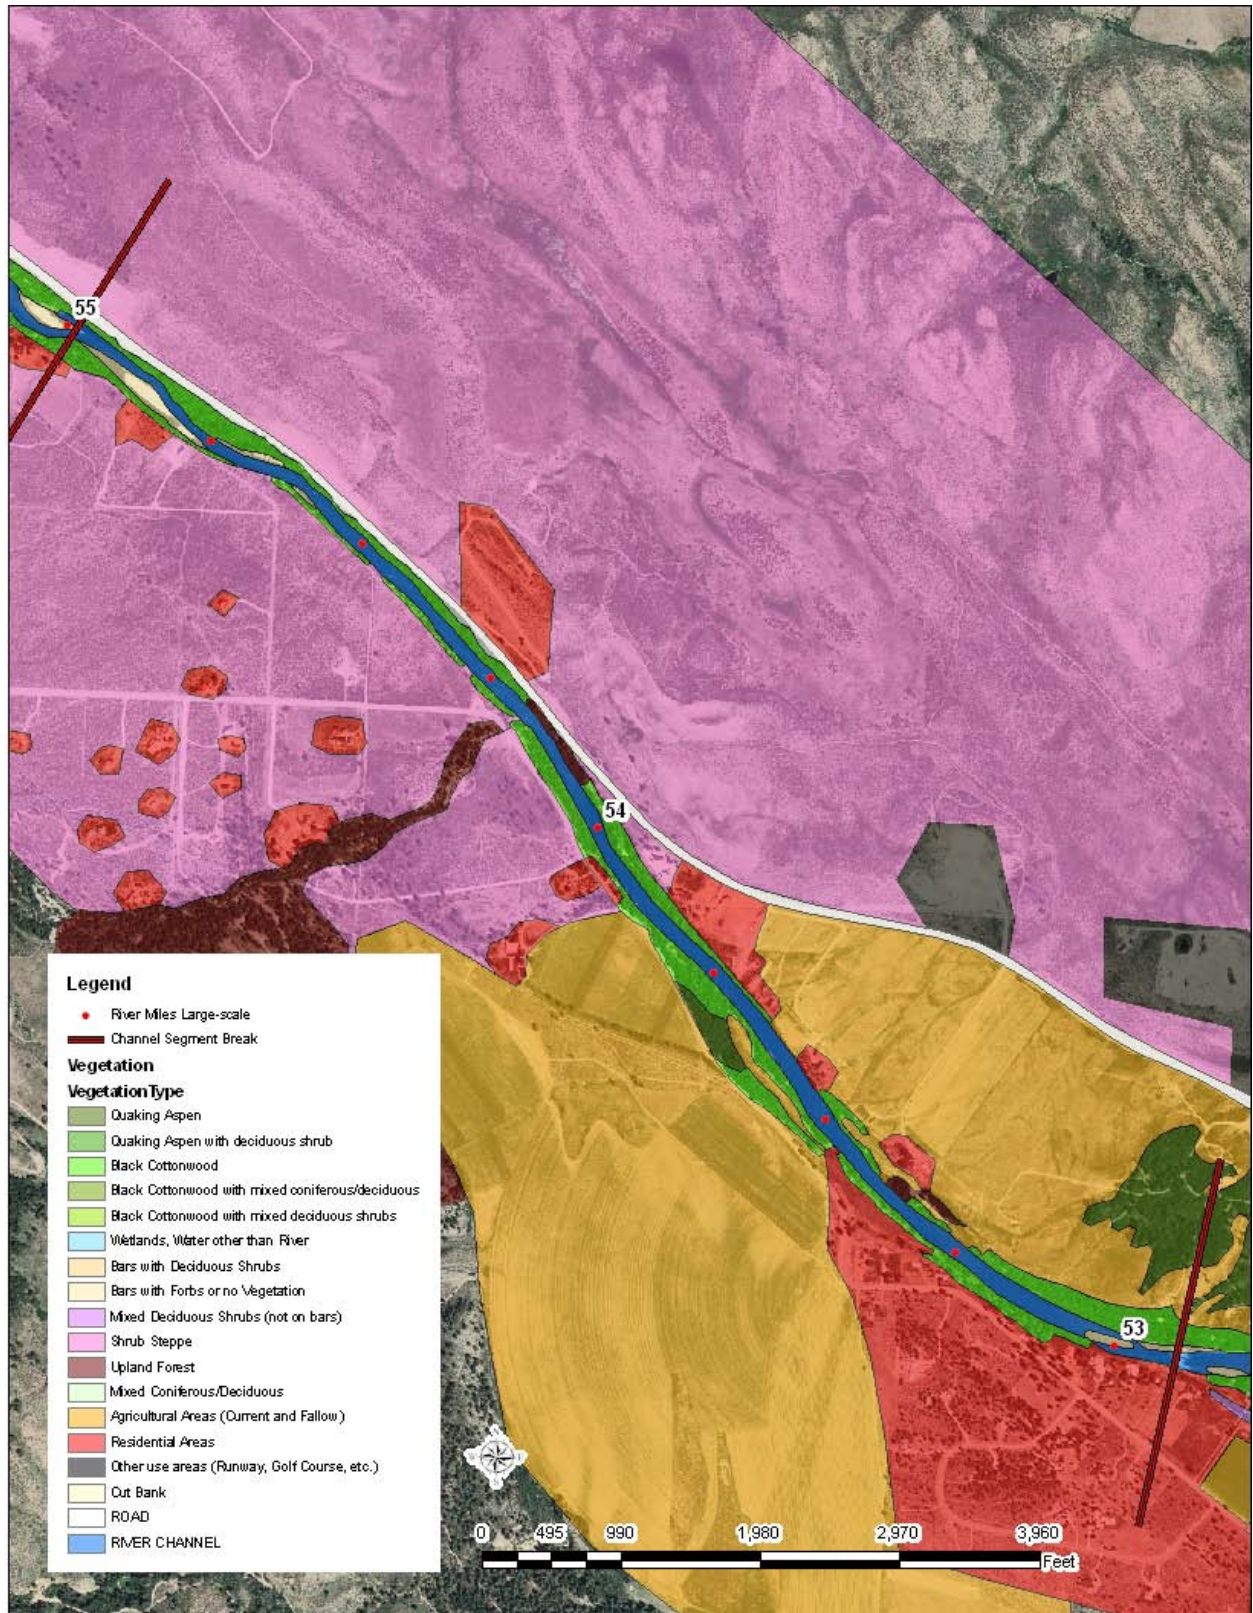 55
54
53
Legend
River Miles Large-scale
Channel Segment Break
Vegetation
VegetationType
Quaking Aspen
Quaking Aspen with deciduous shrub
Black Cottonwood
Black Cottonwood with mixed coniferous/deciduous
Black Cottonwood with mixed deciduous shrubs
Wetlands, Water other than River
Bars with Deciduous Shrubs
Bars with Forbs or no Vegetation
Mixed Deciduous Shrubs (not on bars)
Shrub Steppe
Upland Forest
Mixed Coniferous/Deciduous
Agricultural Areas (Current and Fallow)
Residential Areas
Other use areas (Runway, Golf Course, etc.)
Cut Bank
ROAD
RIVER CHANNEL
0 495 990 1,980 2,970 3,960
Feet